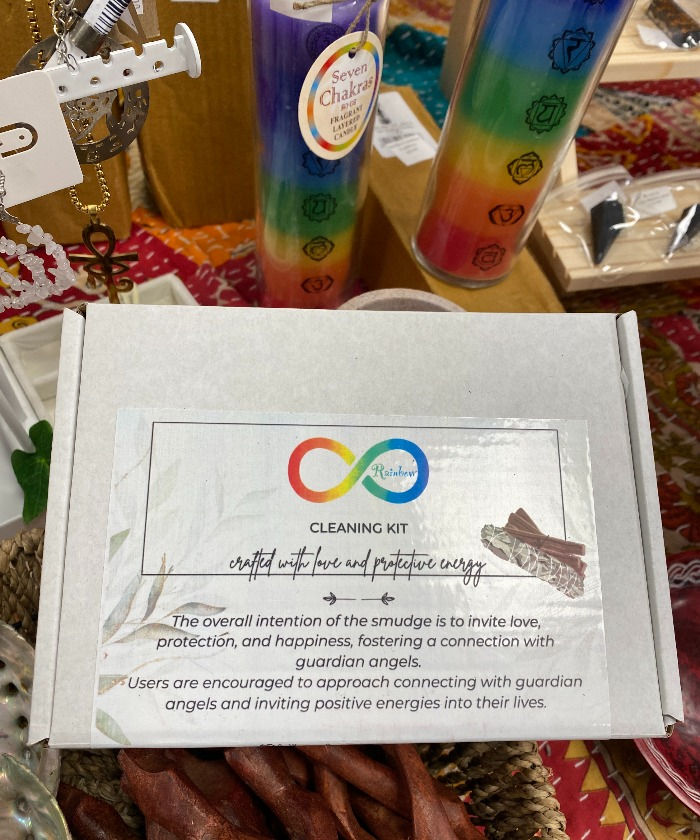 Seven
Chakras
FRAGRANT
LAYERED
CANDLE
Rainbow
CLEANING KIT
crafted with love and protective energy
The overall intention of the smudge is to invite love,
protection, and happiness, fostering a connection with
guardian angels.
Users are encouraged to approach connecting with guardian
angels and inviting positive energies into their lives.